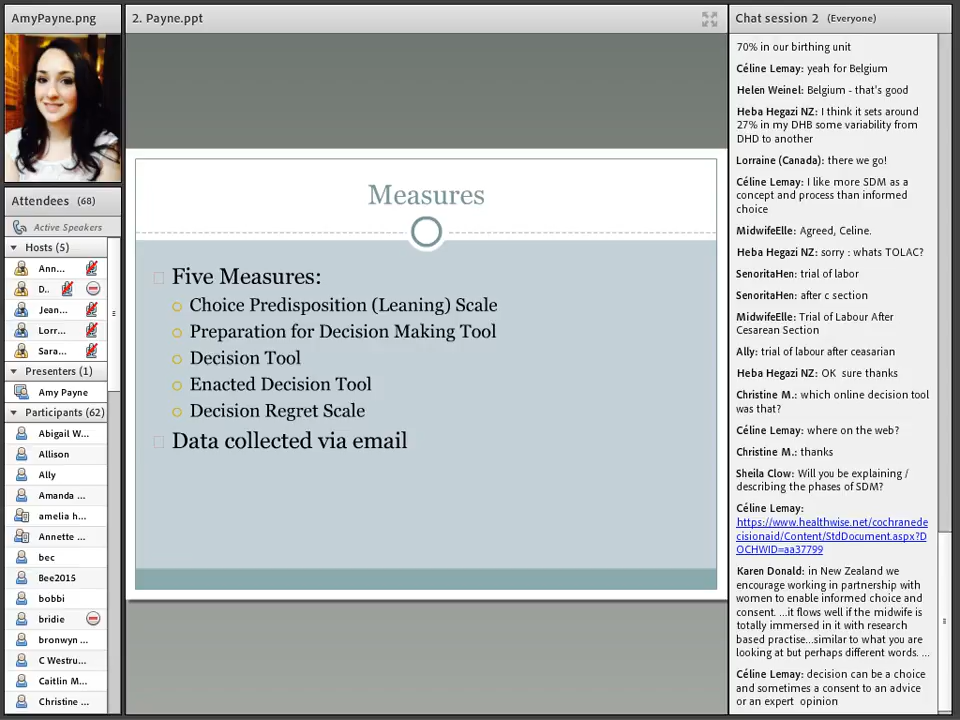 AmyPayne.png
Attendees (68)
Active Speakers
Hosts (5)
Ann...
D..
Jean...
Lorr...
Sara...
Presenters (1)
Amy Payne
Participants (62)
Abigail W...
Allison
Ally
Amanda ...
amelia h...
Annette ...
bec
Bee2015
bobbi
bridie
bronwyn ...
C Westru...
Caitlin M...
Christine ...
2. Payne.ppt
Measures
Five Measures:
Choice Predisposition (Leaning) Scale
Preparation for Decision Making Tool
Decision Tool
Enacted Decision Tool
Decision Regret Scale
Data collected via email
Chat session 2 (Everyone)
70% in our birthing unit
Céline Lemay: yeah for Belgium
Helen Weinel: Belgium - that's good
Heba Hegazi NZ: I think it sets around
27% in my DHB some variability from
DHD to another
Lorraine (Canada): there we go!
Céline Lemay: I like more SDM as a
concept and process than informed
choice
MidwifeElle: Agreed, Celine.
Heba Hegazi NZ: sorry : whats TOLAC?
SenoritaHen: trial of labor
SenoritaHen: after c section
MidwifeElle: Trial of Labour After
Cesarean Section
Ally: trial of labour after ceasarian
Heba Hegazi NZ: OK sure thanks
Christine M.: which online decision tool
was that?
Céline Lemay: where on the web?
Christine M.: thanks
Sheila Clow: Will you be explaining /
describing the phases of SDM?
Céline Lemay:
https://www.healthwise.net/cochranede
cisionaid/Content/StdDocument.aspx?D
OCHWID=aa37799
Karen Donald: in New Zealand we
encourage working in partnership with
women to enable informed choice and
consent. ...it flows well if the midwife is
totally immersed in it with research
based practise...similar to what you are
looking at but perhaps different words. ...
Céline Lemay: decision can be a choice
and sometimes a consent to an advice
or an expert opinion